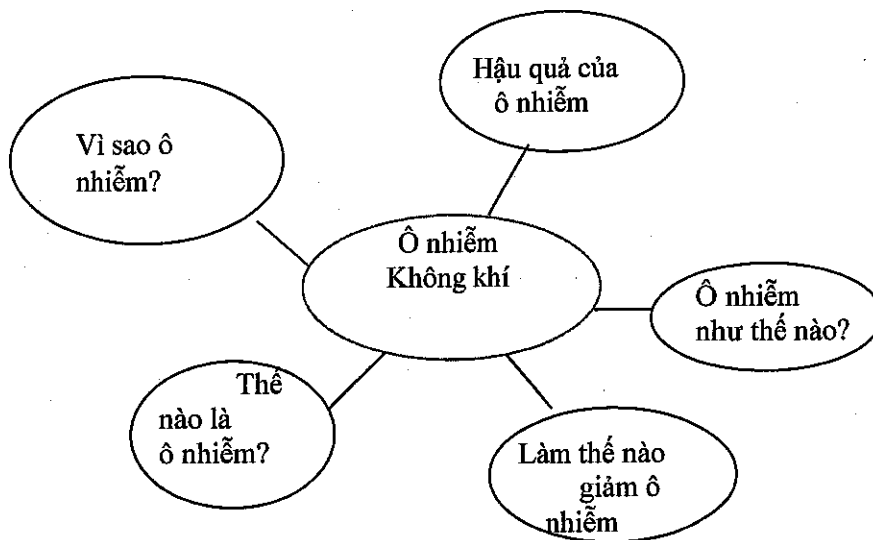 Hậu quả của
ô nhiễm
Vì sao ô
nhiễm?
Ô nhiễm
Không khí
Ô nhiễm
như thế nào?
Thế
nào là
ô nhiễm?
Làm thế nào
giảm ô
nhiễm